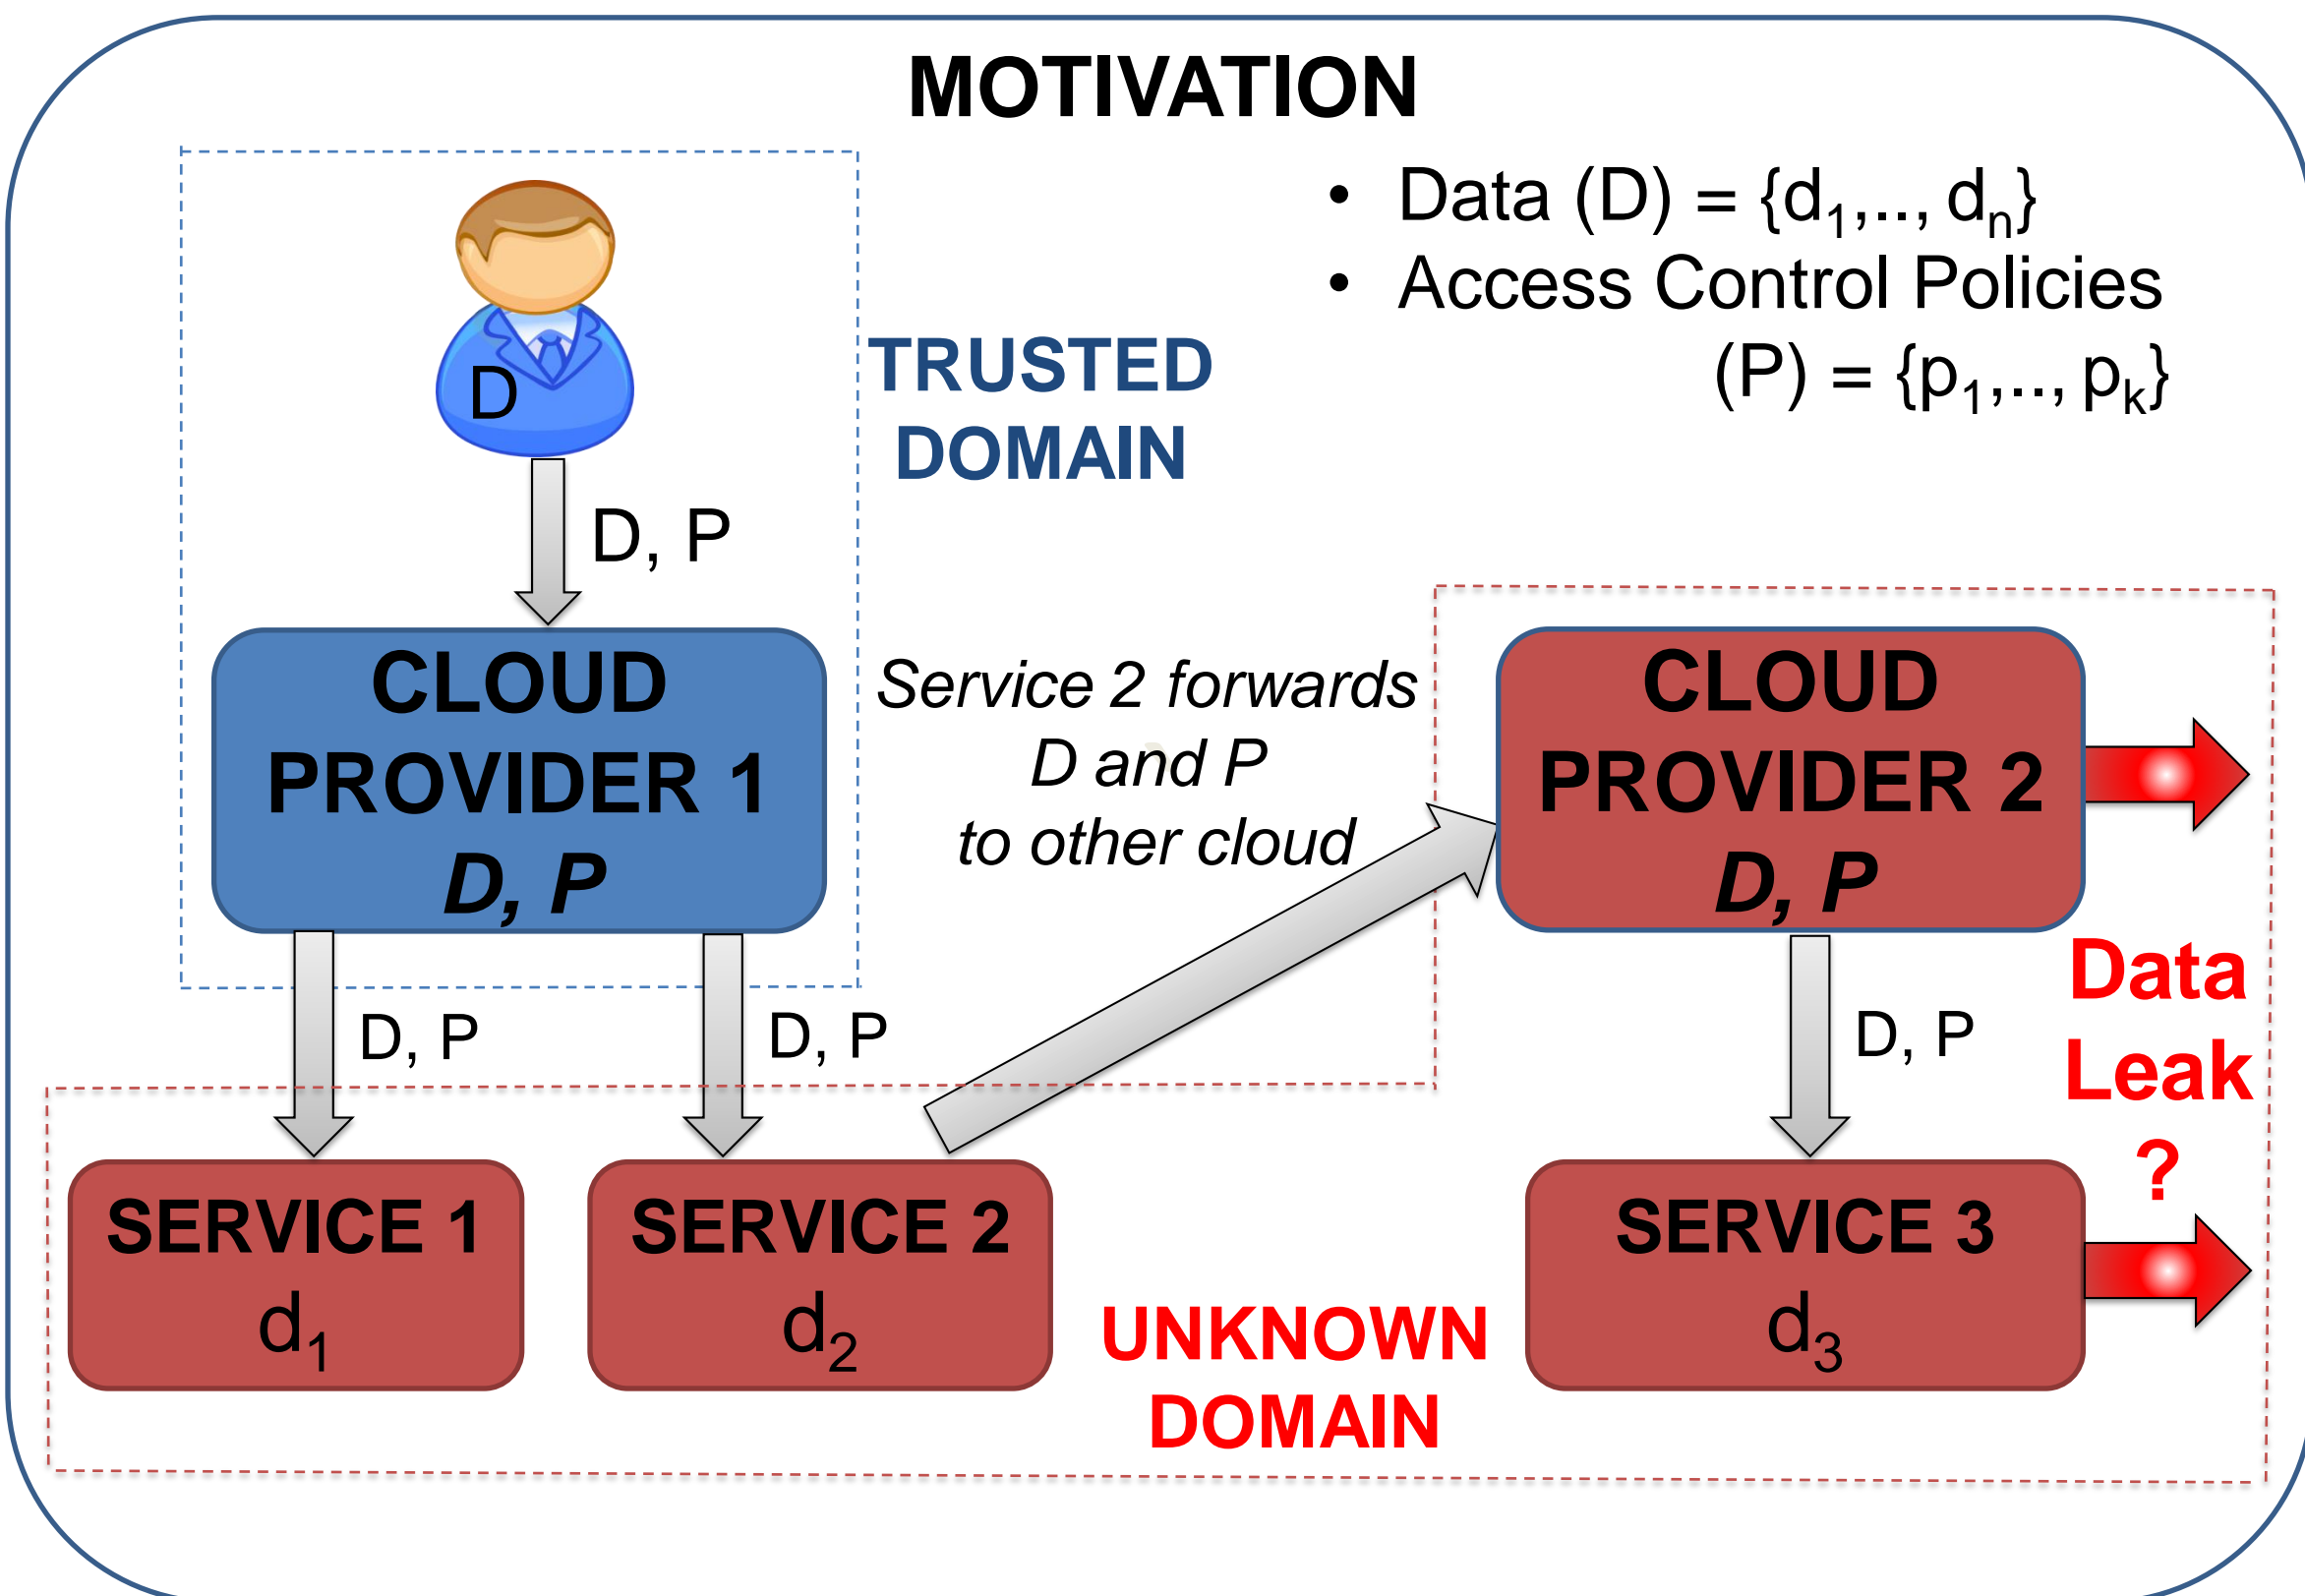 MOTIVATION
• Data (D) = {d₁,.., dₙ}
• Access Control Policies
(P) = {p₁,.., pₖ}
D
TRUSTED
DOMAIN
D, P
CLOUD
PROVIDER 1
D, P
Service 2 forwards
D and P
to other cloud
CLOUD
PROVIDER 2
D, P
D, P
D, P
D, P
Data
Leak
?
SERVICE 1
d₁
SERVICE 2
d₂
SERVICE 3
d₃
UNKNOWN
DOMAIN